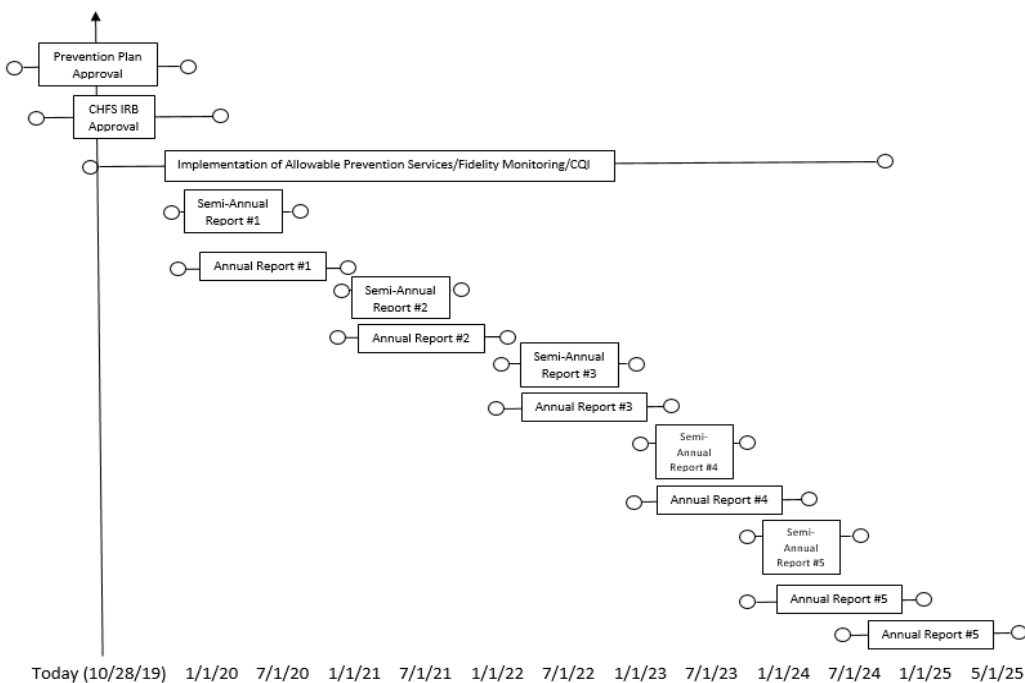 Prevention Plan
Approval
CHFS IRB
Approval
Implementation of Allowable Prevention Services/Fidelity Monitoring/CQI
Semi-Annual
Report #1
Annual Report #1
Semi-Annual
Report #2
Annual Report #2
Semi-Annual
Report #3
Annual Report #3
Semi-
Annual
Report #4
Annual Report #4
Semi-
Annual
Report #5
Annual Report #5
Annual Report #5
Today (10/28/19) 1/1/20 7/1/20 1/1/21 7/1/21 1/1/22 7/1/22 1/1/23 7/1/23 1/1/24 7/1/24 1/1/25 5/1/25